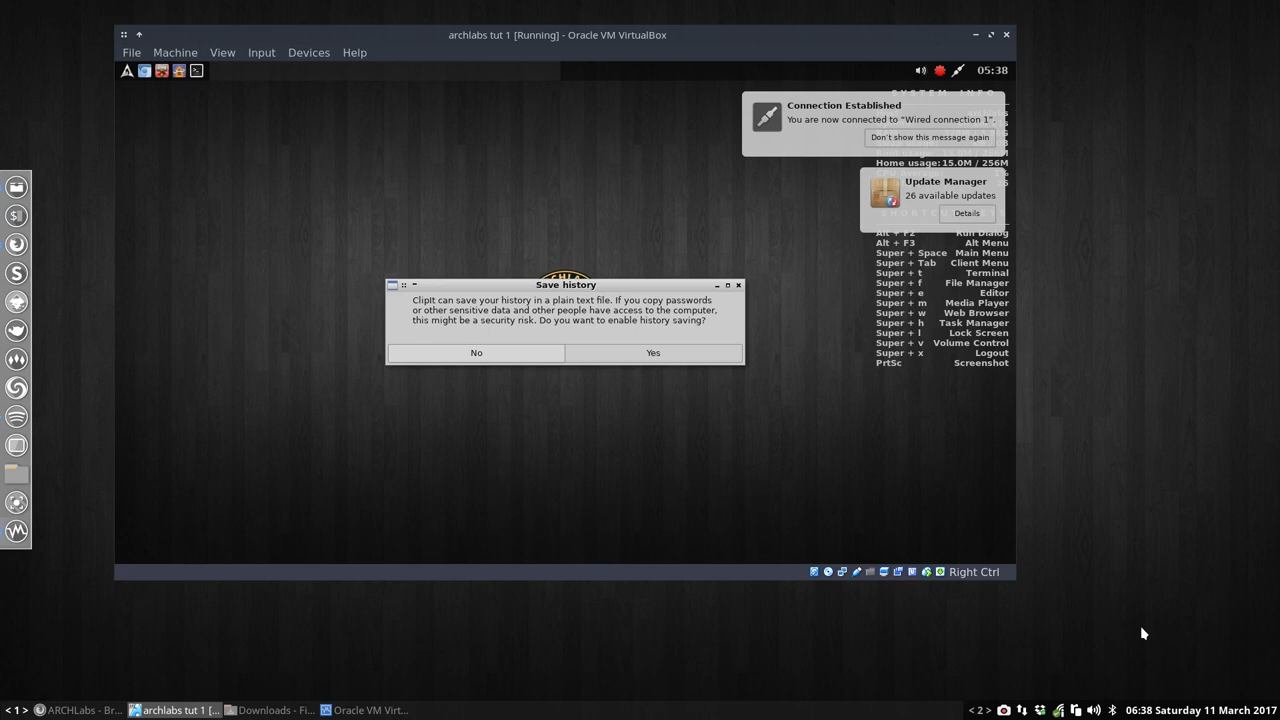 archlabs tut 1 [Running] - Oracle VM VirtualBox
File Machine View Input Devices Help
05:38
SYSTEM INFO
Connection Established
You are now connected to “Wired connection 1”.
Don't show this message again
Home usage: 15.0M / 256M
Update Manager
26 available updates
Details
Alt + F2 Run Dialog
Alt + F3 Alt Menu
Super + Space Main Menu
Super + Tab Client Menu
Super + t Terminal
Super + f File Manager
Super + e Editor
Super + m Media Player
Super + w Web Browser
Super + h Task Manager
Super + l Lock Screen
Super + v Volume Control
Super + x Logout
PrtSc Screenshot
Save history
ClipIt can save your history in a plain text file. If you copy passwords
or other sensitive data and other people have access to the computer,
this might be a security risk. Do you want to enable history saving?
No Yes
Right Ctrl
< 1 > ARCHLabs - Br... archlabs tut 1 [... Downloads - Fi... Oracle VM Virt... < 2 > 06:38 Saturday 11 March 2017